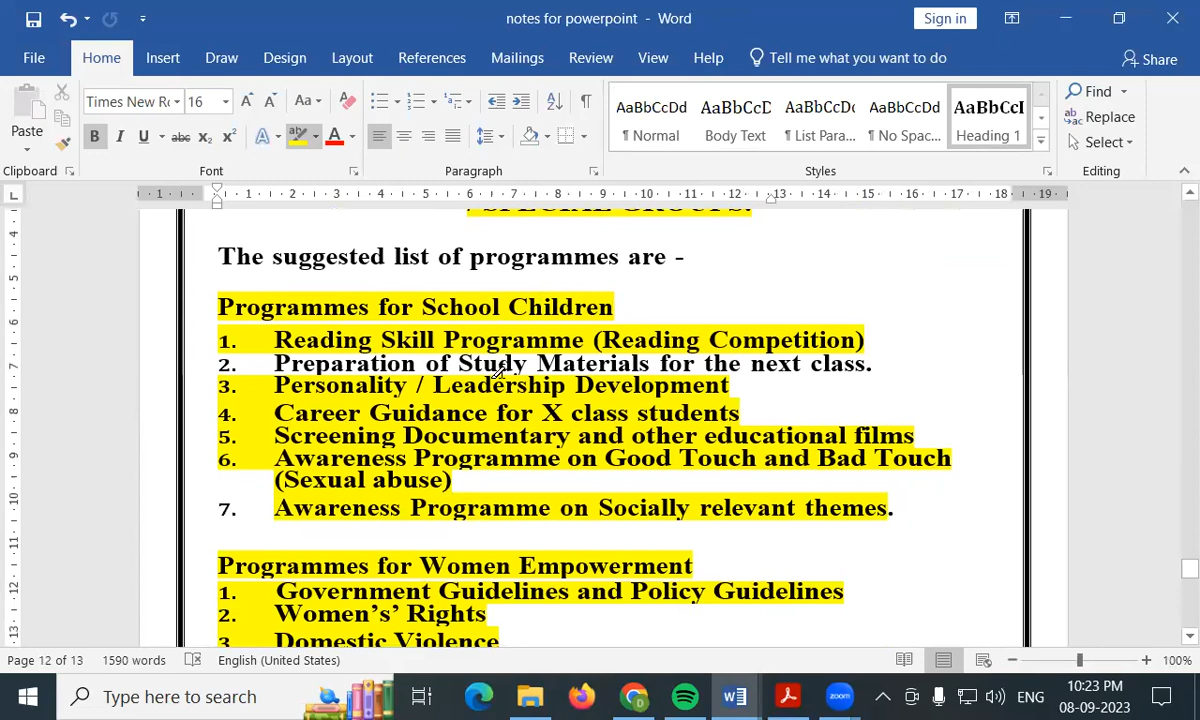 notes for powerpoint - Word
Sign in
File Home Insert Draw Design Layout References Mailings Review View Help Tell me what you want to do Share
Paste
Times New Ro 16
Clipboard Font Paragraph Styles Editing
AaBbCcDd AaBbCcD AaBbCcDc AaBbCcDd AaBbCcI
¶ Normal Body Text ¶ List Para... ¶ No Spac... Heading 1
Find
Replace
Select
/ SPECIAL GROUPS.
The suggested list of programmes are -
Programmes for School Children
1. Reading Skill Programme (Reading Competition)
2. Preparation of Study Materials for the next class.
3. Personality / Leadership Development
4. Career Guidance for X class students
5. Screening Documentary and other educational films
6. Awareness Programme on Good Touch and Bad Touch
(Sexual abuse)
7. Awareness Programme on Socially relevant themes.
Programmes for Women Empowerment
1. Government Guidelines and Policy Guidelines
2. Women's' Rights
3. Domestic Violence
Page 12 of 13 1590 words English (United States) 100%
Type here to search
ENG
10:23 PM
08-09-2023